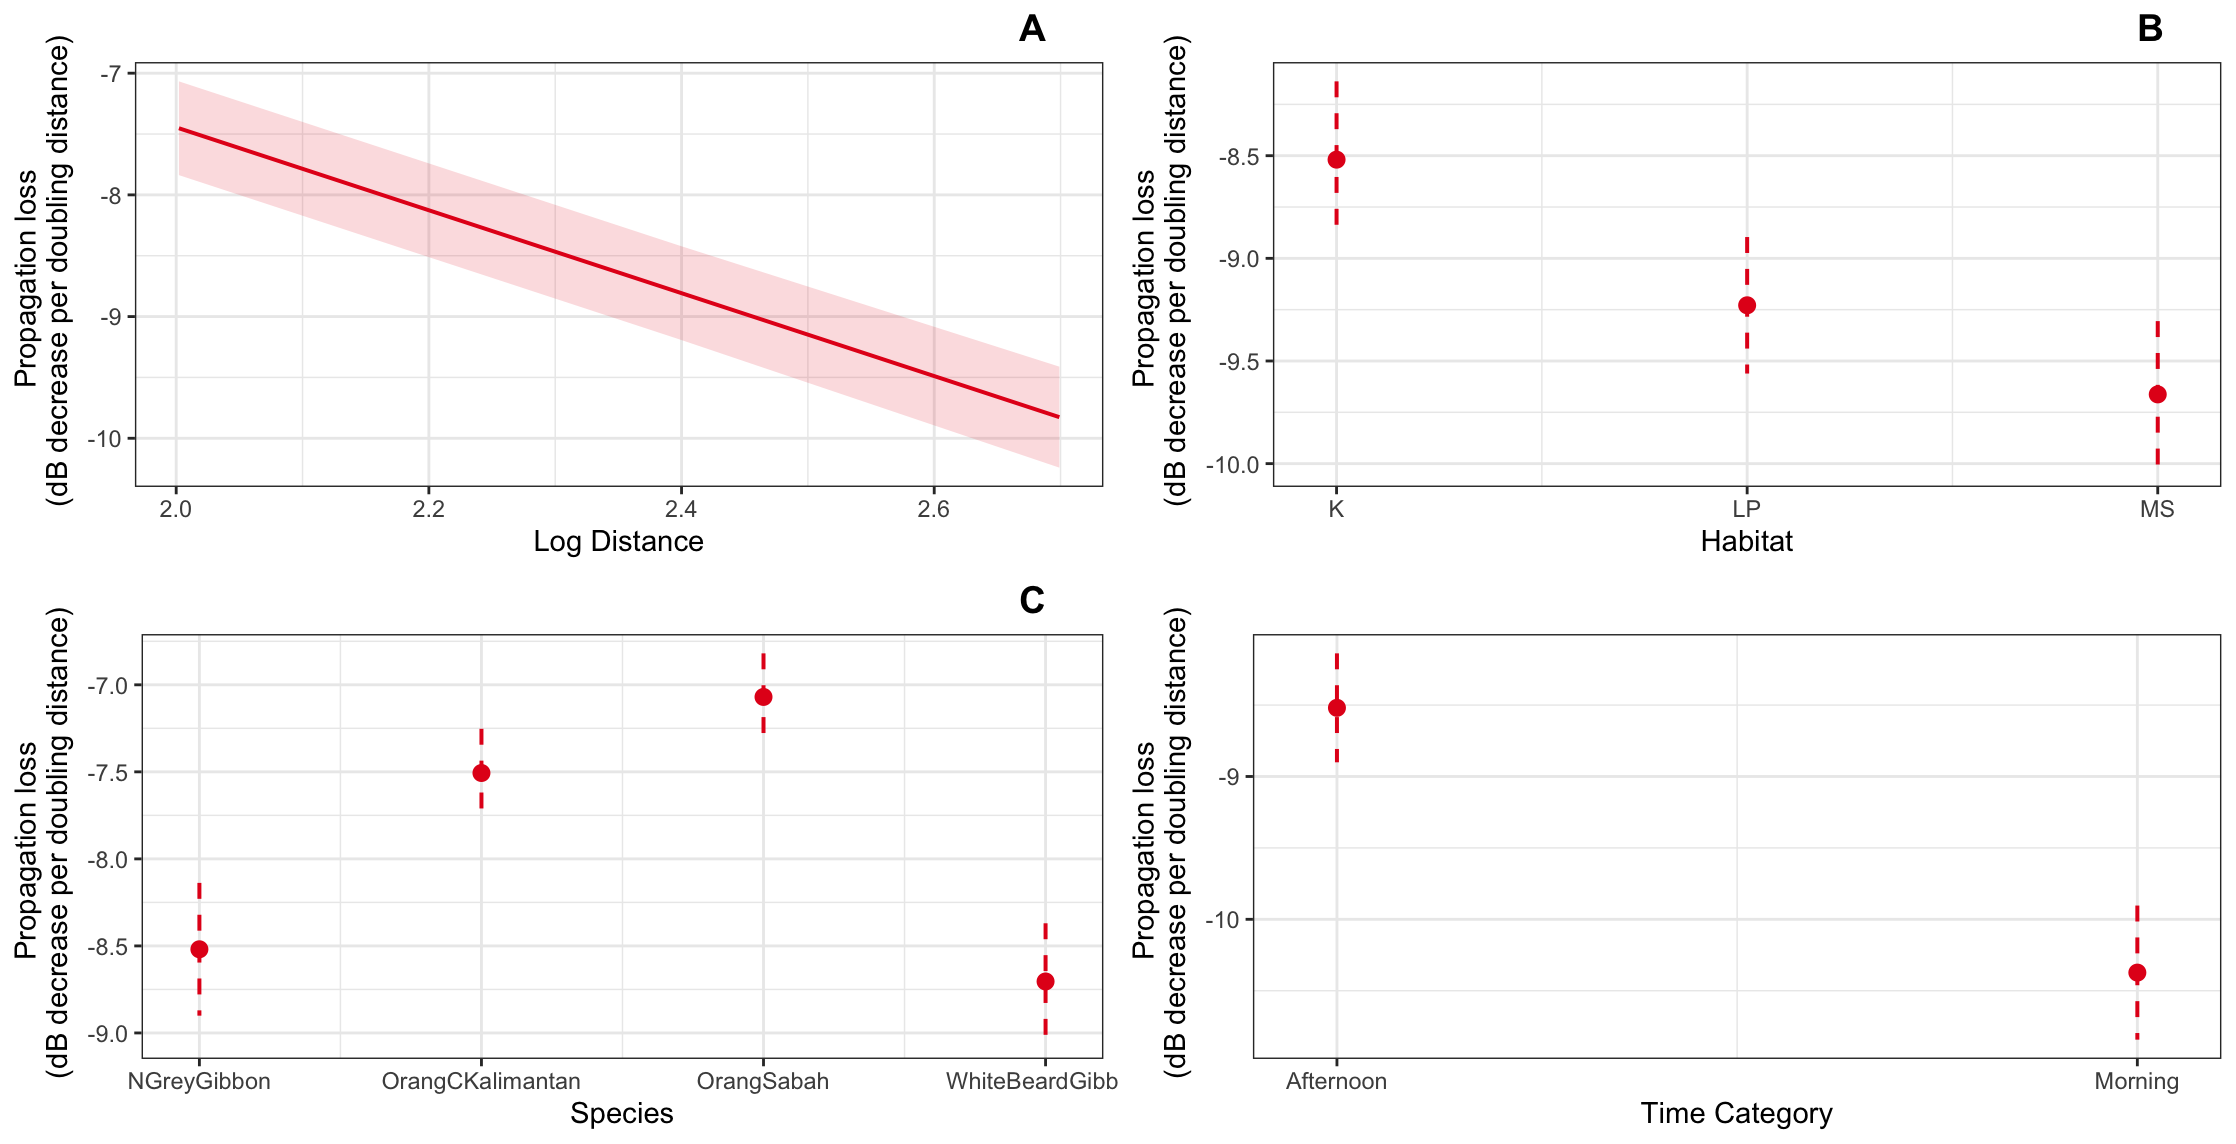 A
Propagation loss
(dB decrease per doubling distance)
-7
-8
-9
-10
2.0 2.2 2.4 2.6
Log Distance
B
Propagation loss
(dB decrease per doubling distance)
-8.5
-9.0
-9.5
-10.0
K LP MS
Habitat
C
Propagation loss
(dB decrease per doubling distance)
-7.0
-7.5
-8.0
-8.5
-9.0
NGreyGibbon OrangCKalimantan OrangSabah WhiteBeardGibb
Species
Propagation loss
(dB decrease per doubling distance)
-9
-10
Afternoon Morning
Time Category